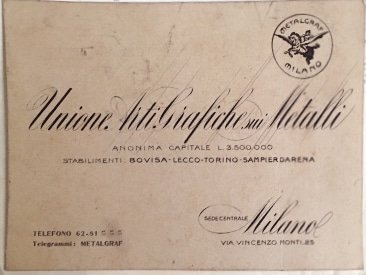 METALGRAF
MILANO
Unione Arti Grafiche sui Metalli
ANONIMA CAPITALE L. 3.500.000
STABILIMENTI: BOVISA-LECCO-TORINO-SAMPIERDARENA
TELEFONO 62-81
Telegrammi: METALGRAF
SEDE CENTRALE
Milano
VIA VINCENZO MONTI.25